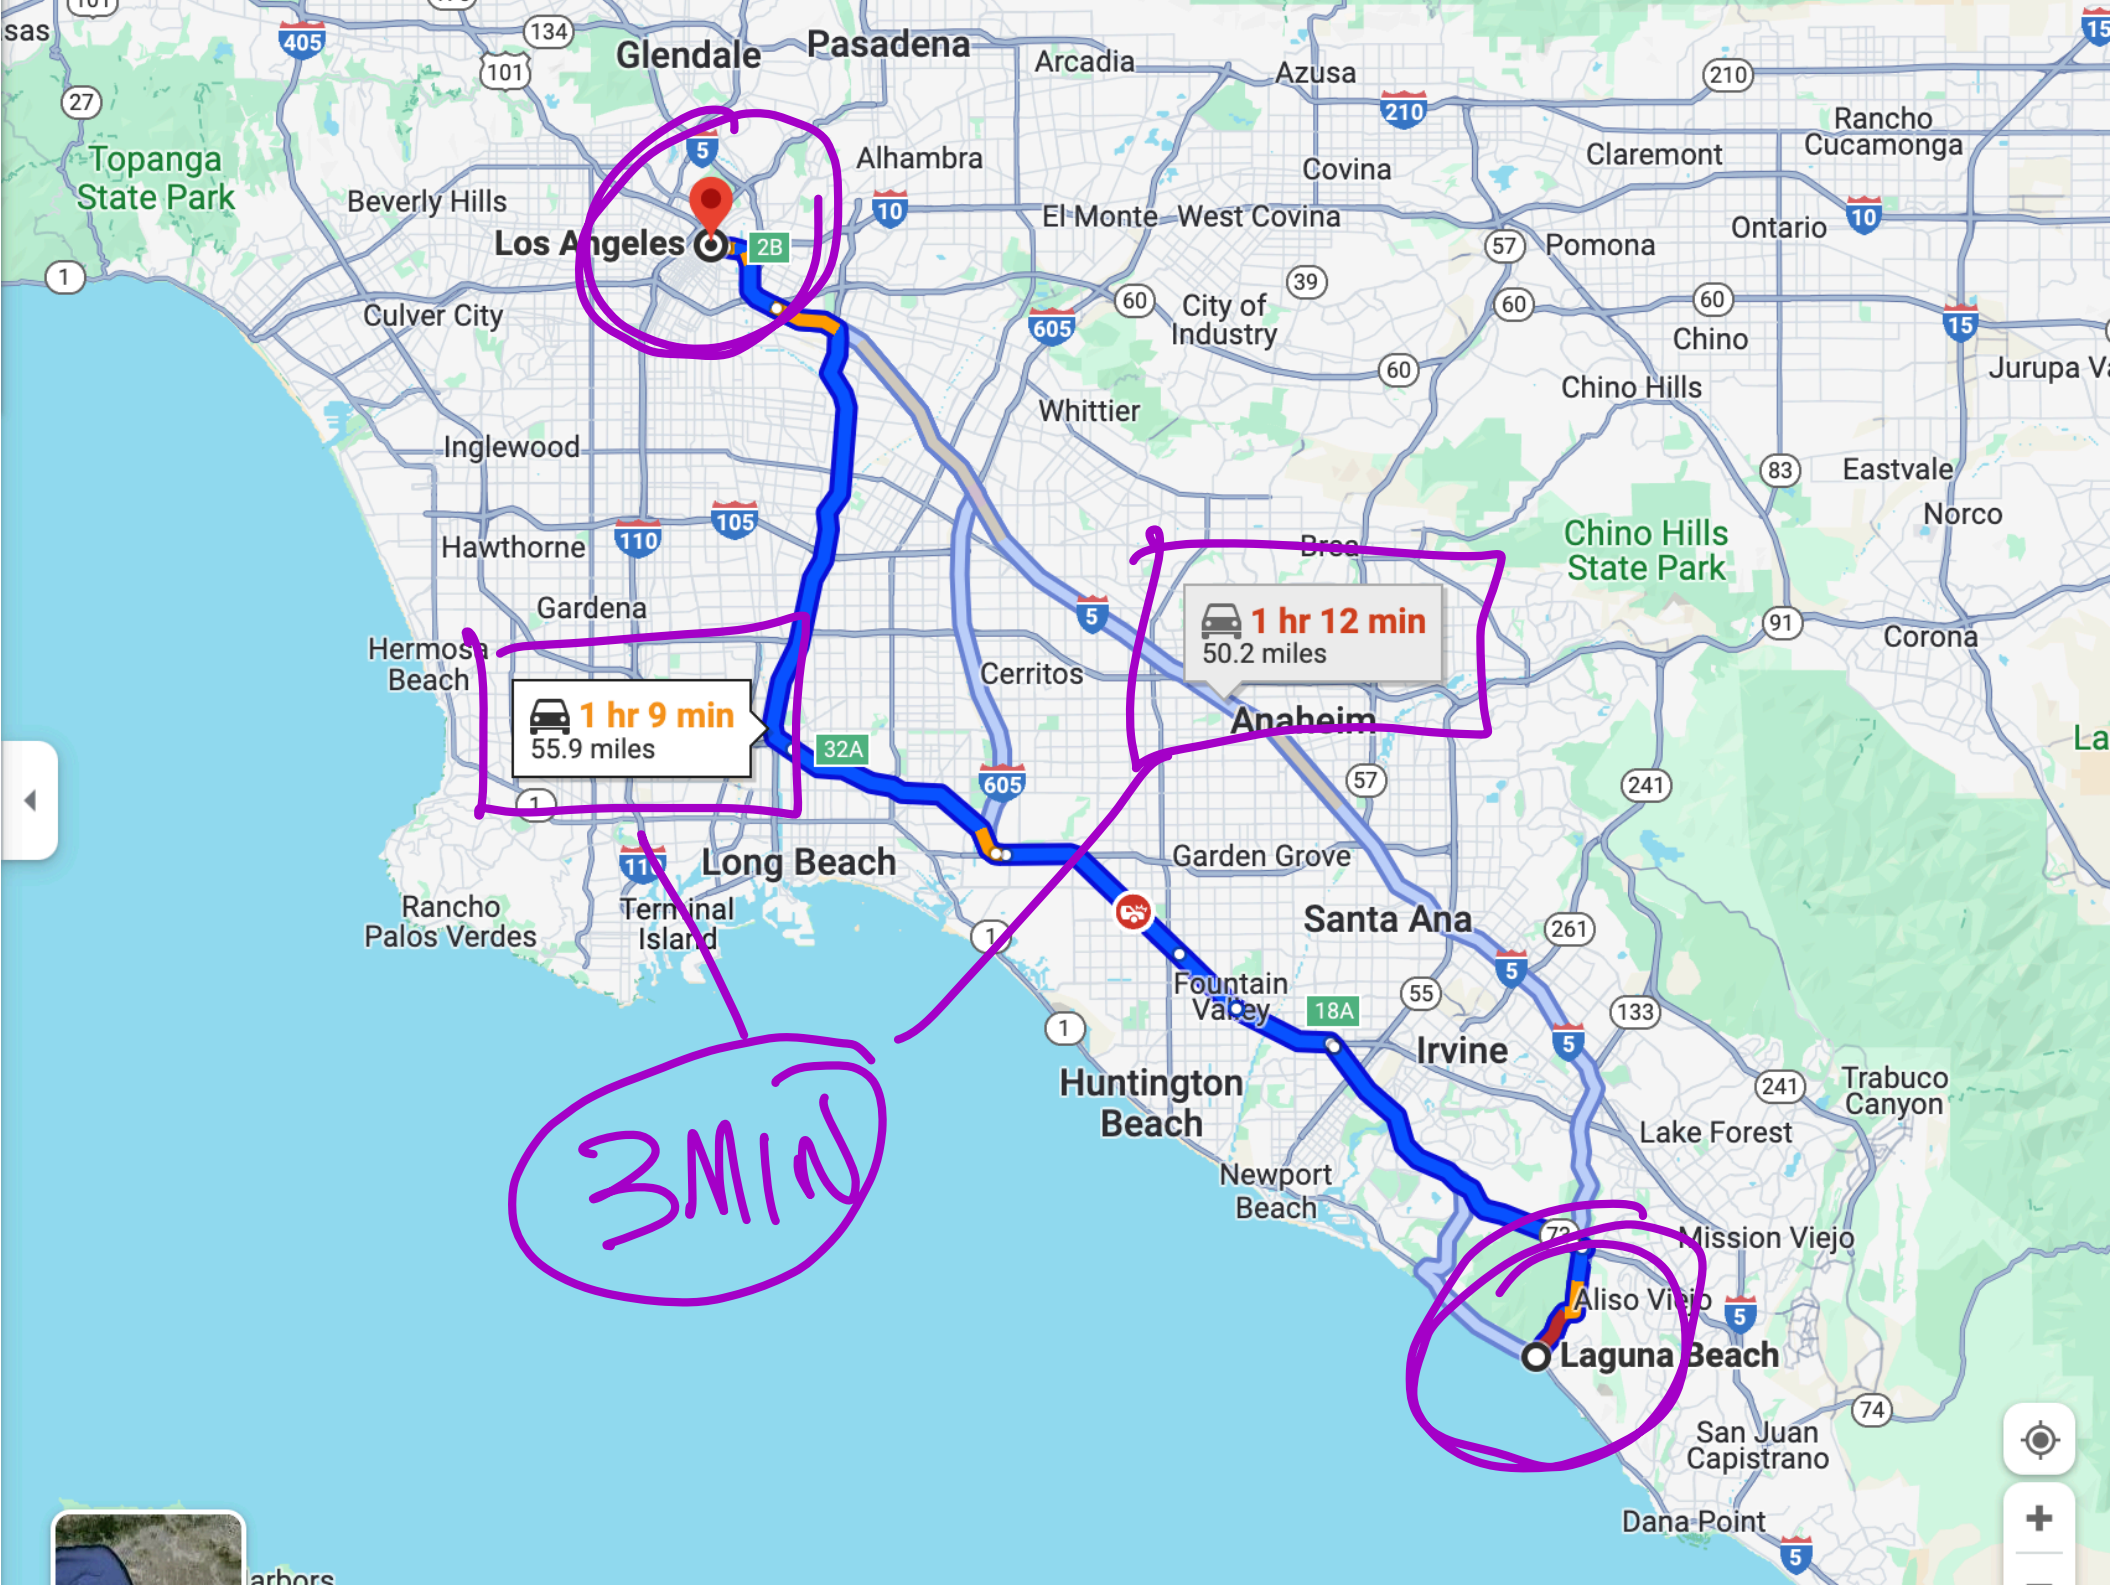 101
sas
405
134
101
Glendale
Pasadena
Arcadia
Azusa
210
15
27
210
Rancho
Cucamonga
Topanga
State Park
5
Alhambra
Covina
Claremont
Beverly Hills
10
El Monte
West Covina
Ontario
10
Los Angeles
2B
57
Pomona
1
39
Culver City
605
60
City of
Industry
60
60
15
Chino
60
Chino Hills
Jurupa Va
Whittier
Inglewood
83
Eastvale
Norco
110
105
Hawthorne
Brea
Chino Hills
State Park
Gardena
5
1 hr 12 min
50.2 miles
91
Corona
Hermosa
Beach
Cerritos
1 hr 9 min
55.9 miles
Anaheim
32A
La
605
57
241
1
110
Long Beach
Garden Grove
Rancho
Palos Verdes
Terminal
Island
1
Santa Ana
261
5
Fountain
Valley
18A
55
133
1
Irvine
5
Huntington
Beach
241
Trabuco
Canyon
3MIN
Lake Forest
Newport
Beach
73
Mission Viejo
Aliso Viejo
5
Laguna Beach
74
San Juan
Capistrano
Dana Point
5
arbors